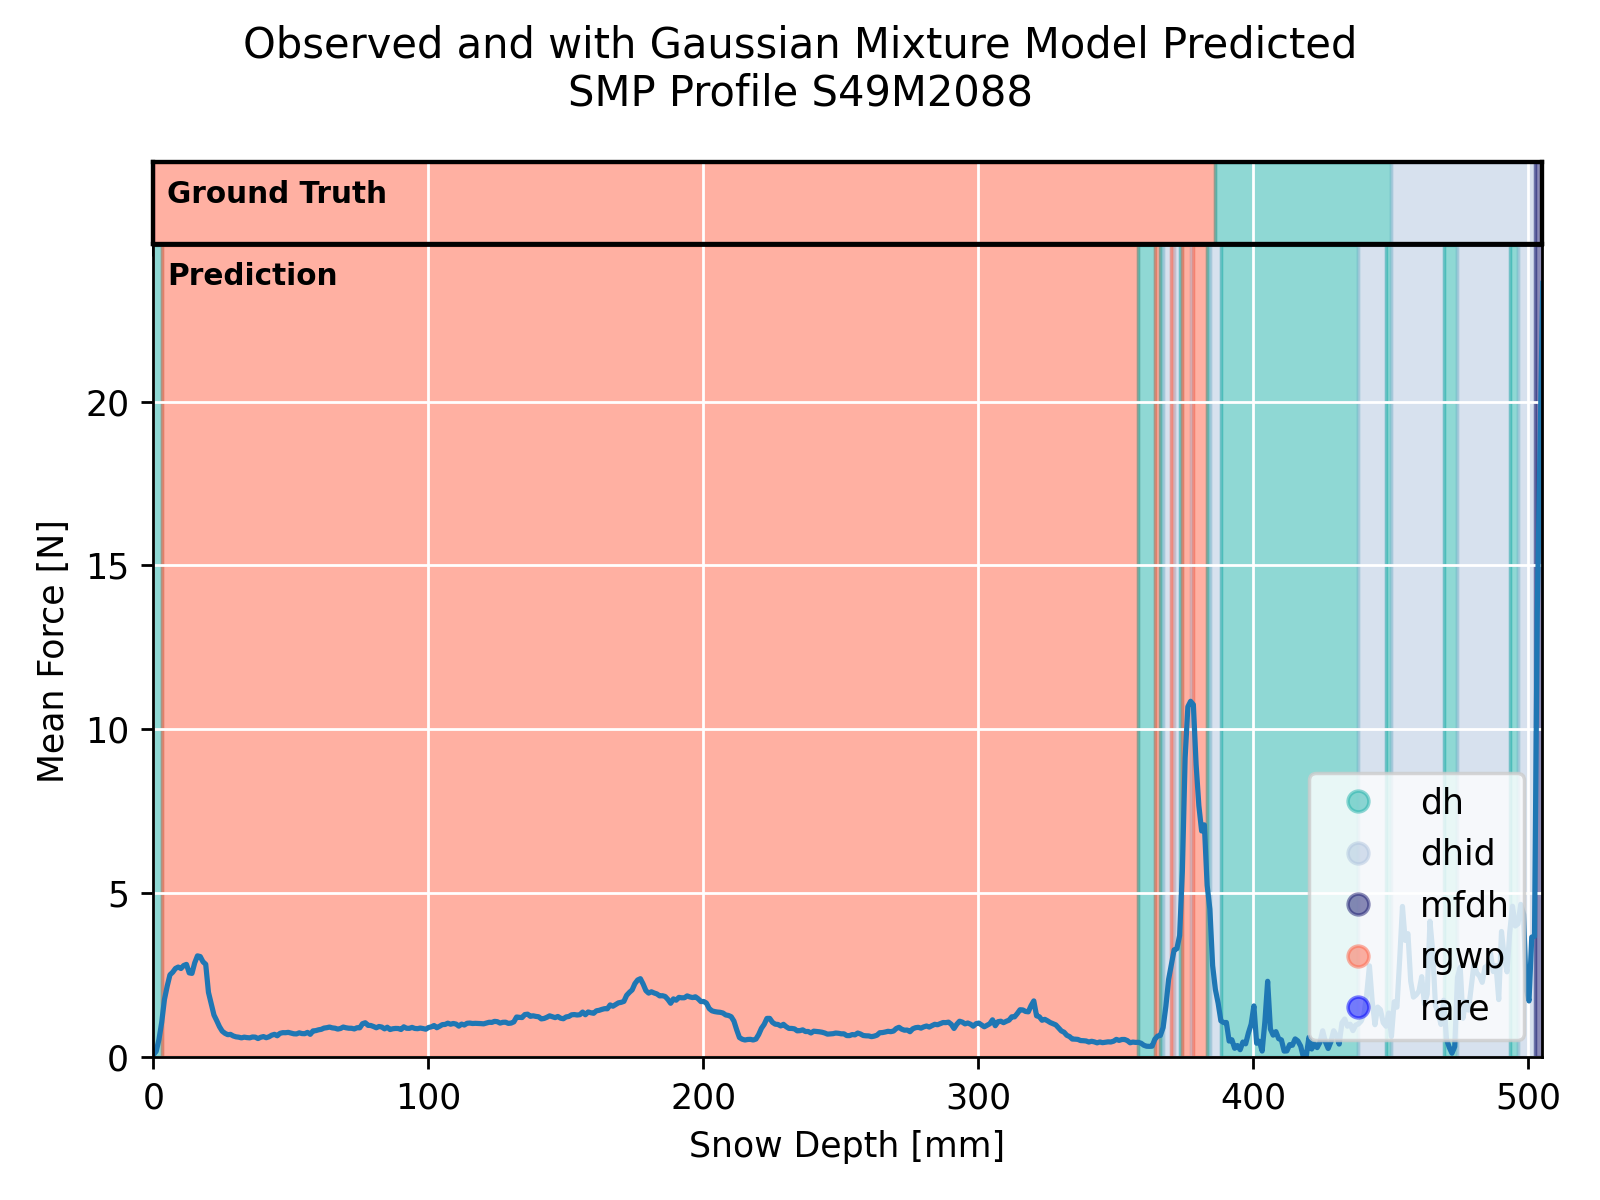 Observed and with Gaussian Mixture Model Predicted
SMP Profile S49M2088
Ground Truth
Prediction
20
15
10
5
0
Mean Force [N]
dh
dhid
mfdh
rgwp
rare
0
100
200
300
400
500
Snow Depth [mm]